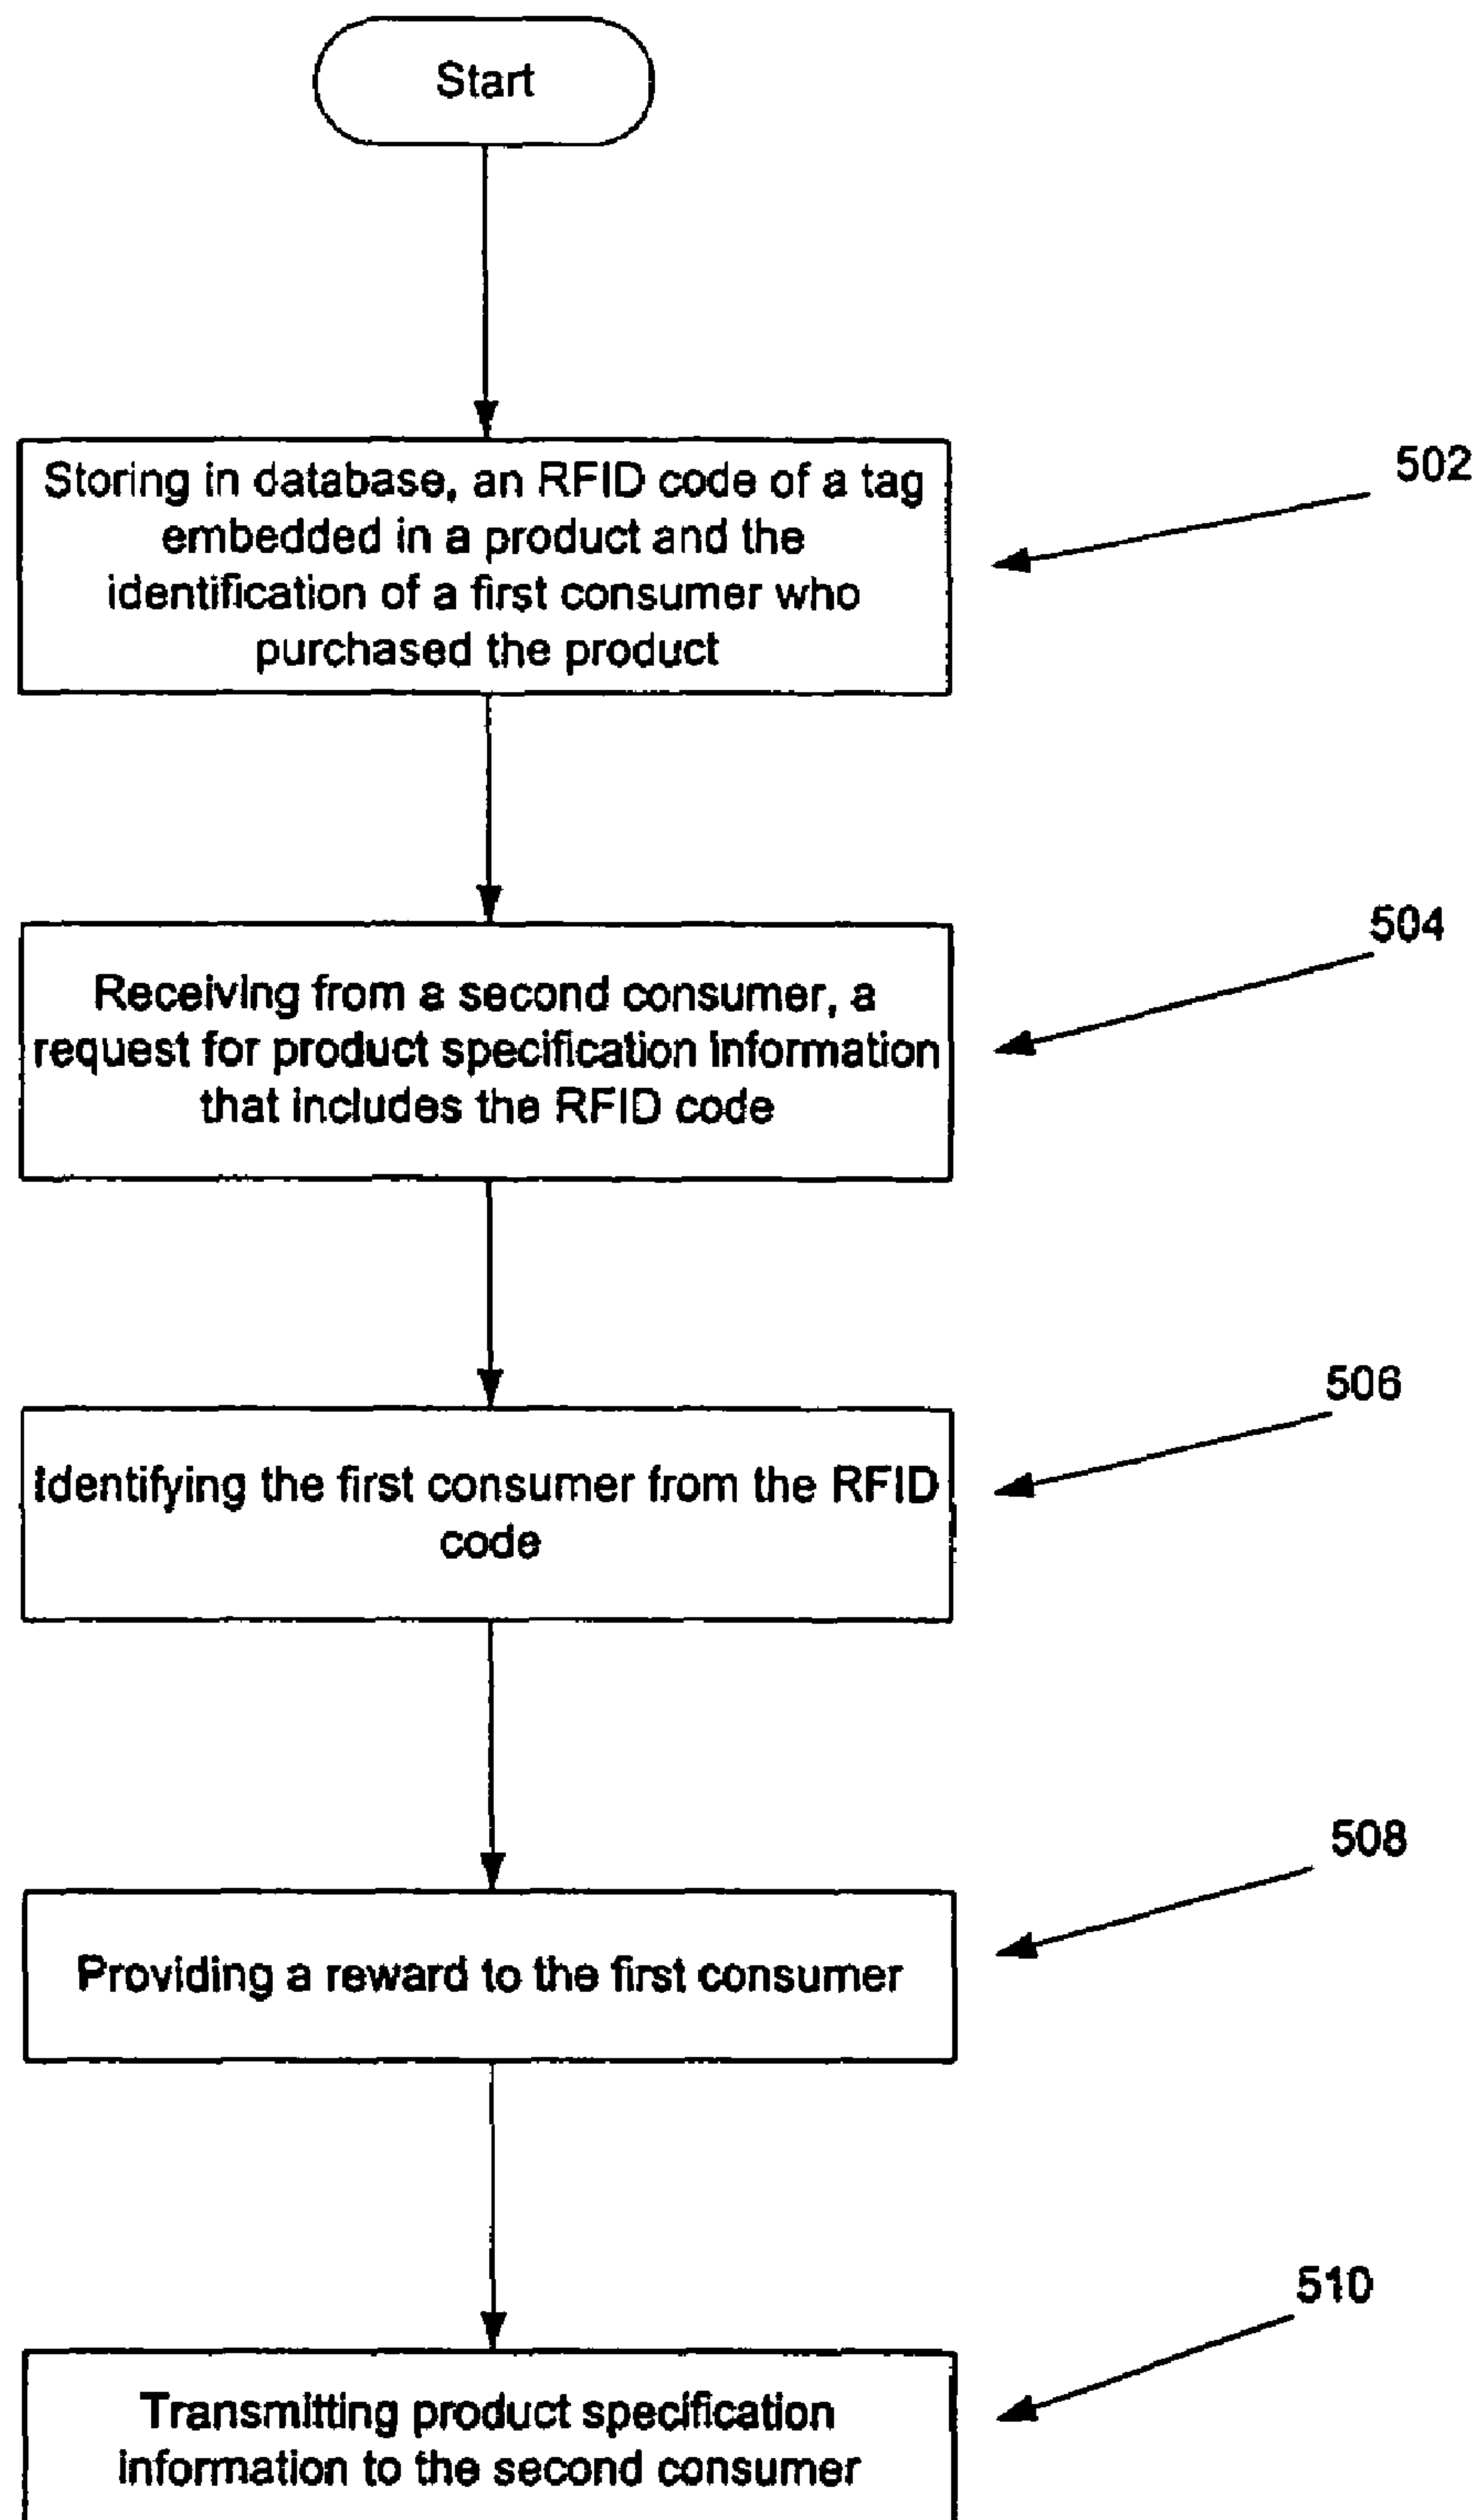 Start
Storing in database, an RFID code of a tag
embedded in a product and the
identification of a first consumer who
purchased the product
502
Receiving from a second consumer, a
request for product specification information
that includes the RFID code
504
Identifying the first consumer from the RFID
code
506
Providing a reward to the first consumer
508
Transmitting product specification
information to the second consumer
510